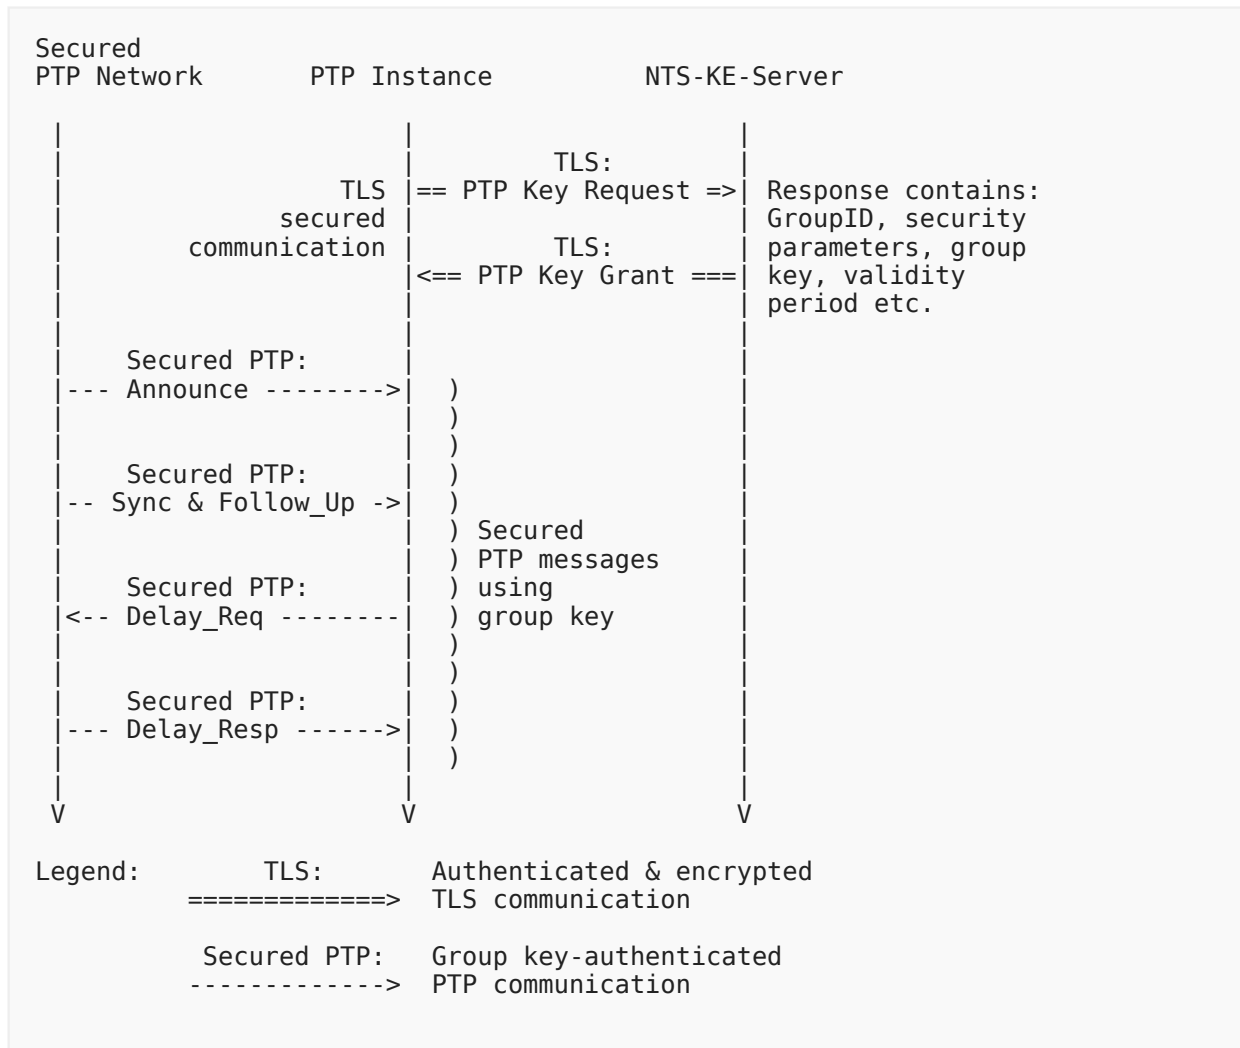 Secured
PTP Network       PTP Instance          NTS-KE-Server

 |                       |                     |
 |                       |         TLS:        |
 |                   TLS |== PTP Key Request =>| Response contains:
 |               secured |                     | GroupID, security
 |         communication |         TLS:        | parameters, group
 |                       |<== PTP Key Grant ===| key, validity
 |                       |                     | period etc.
 |                       |                     |
 |    Secured PTP:       |                     |
 |--- Announce --------->|  )                  |
 |                       |  )                  |
 |                       |  )                  |
 |    Secured PTP:       |  )                  |
 |-- Sync & Follow_Up -->|  )                  |
 |                       |  ) Secured          |
 |                       |  ) PTP messages     |
 |    Secured PTP:       |  ) using            |
 |<-- Delay_Req ---------|  ) group key        |
 |                       |  )                  |
 |                       |  )                  |
 |    Secured PTP:       |  )                  |
 |--- Delay_Resp ------->|  )                  |
 |                       |  )                  |
 |                       |                     |
 V                       V                     V

Legend:        TLS:       Authenticated & encrypted
          =============>  TLS communication

           Secured PTP:   Group key-authenticated
          ------------->  PTP communication